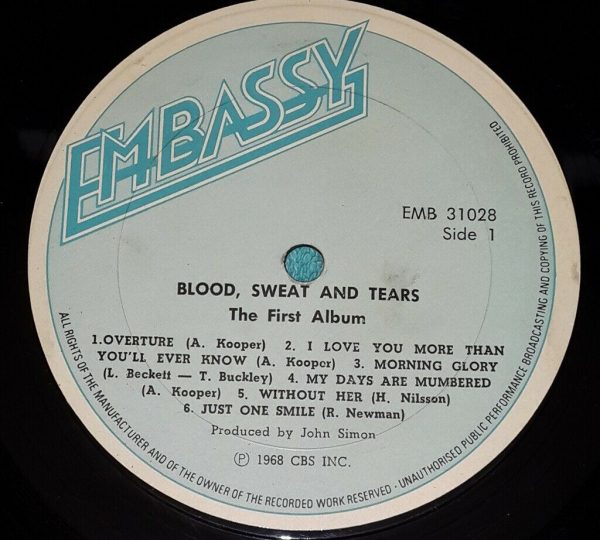 EMBASSY
EMB 31028
Side 1
BLOOD, SWEAT AND TEARS
The First Album
1.OVERTURE (A. Kooper) 2. I LOVE YOU MORE THAN
YOU'LL EVER KNOW (A. Kooper) 3. MORNING GLORY
(L. Beckett — T. Buckley) 4. MY DAYS ARE MUMBERED
(A. Kooper) 5. WITHOUT HER (H. Nilsson)
6. JUST ONE SMILE (R. Newman)
Produced by John Simon
℗ 1968 CBS INC.
ALL RIGHTS OF THE MANUFACTURER AND OF THE OWNER OF THE RECORDED WORK RESERVED · UNAUTHORISED PUBLIC PERFORMANCE BROADCASTING AND COPYING OF THIS RECORD PROHIBITED